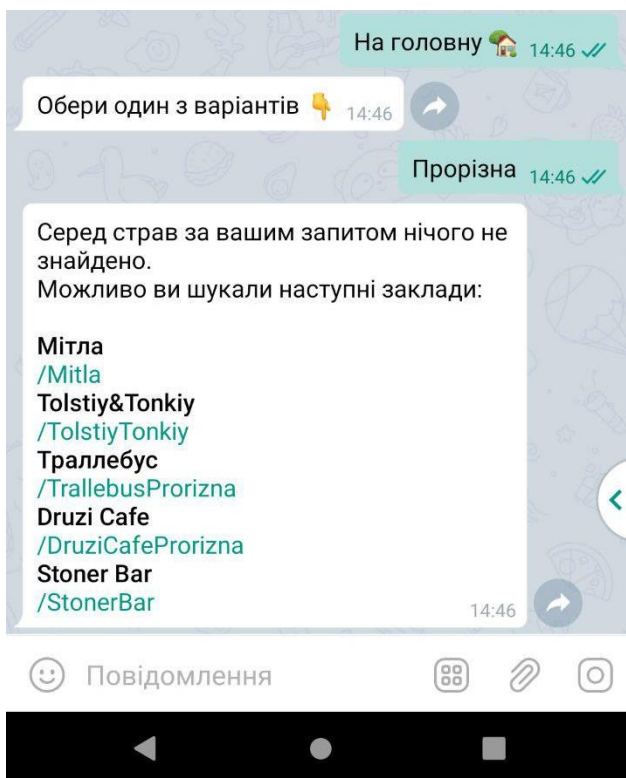 На головну 🏡 14:46
Обери один з варіантів 👇 14:46
Прорізна 14:46
Серед страв за вашим запитом нічого не
знайдено.
Можливо ви шукали наступні заклади:
Мітла
/Mitla
Tolstiy&Tonkiy
/TolstiyTonkiy
Траллебус
/TrallebusProrizna
Druzi Cafe
/DruziCafeProrizna
Stoner Bar
/StonerBar
14:46
Повідомлення